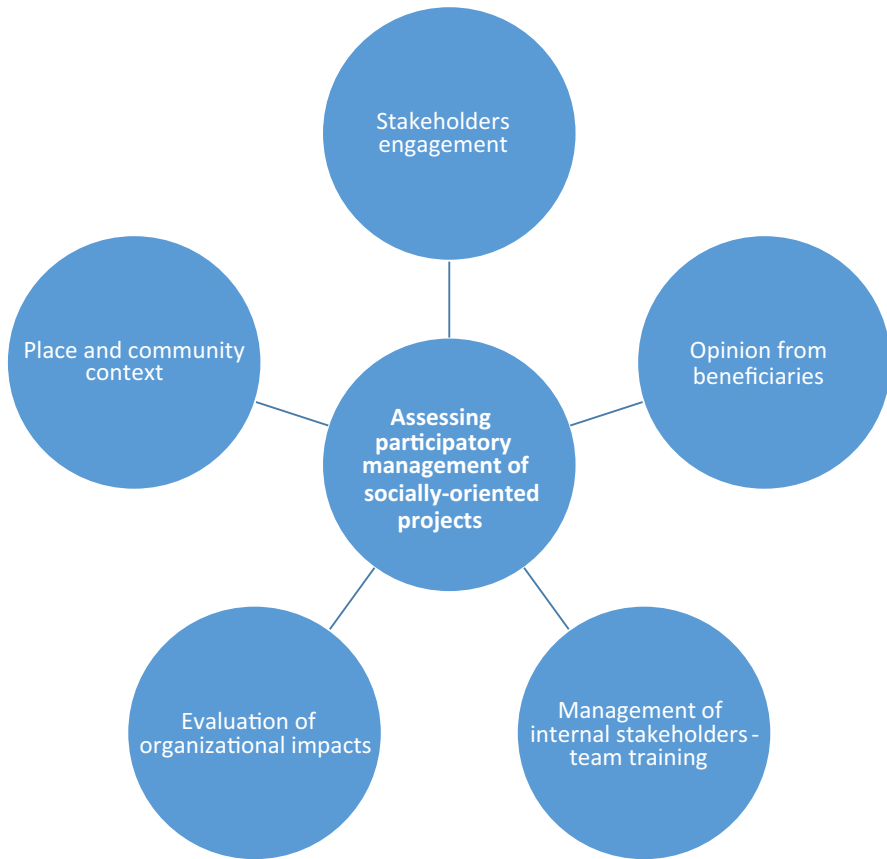 Stakeholders
engagement
Place and community
context
Opinion from
beneficiaries
Assessing
participatory
management of
socially-oriented
projects
Evaluation of
organizational impacts
Management of
internal stakeholders -
team training